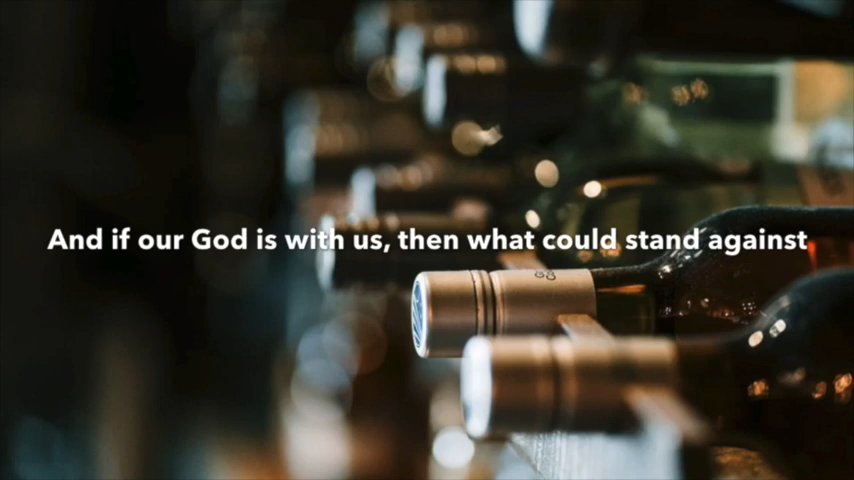 And if our God is with us, then what could stand against